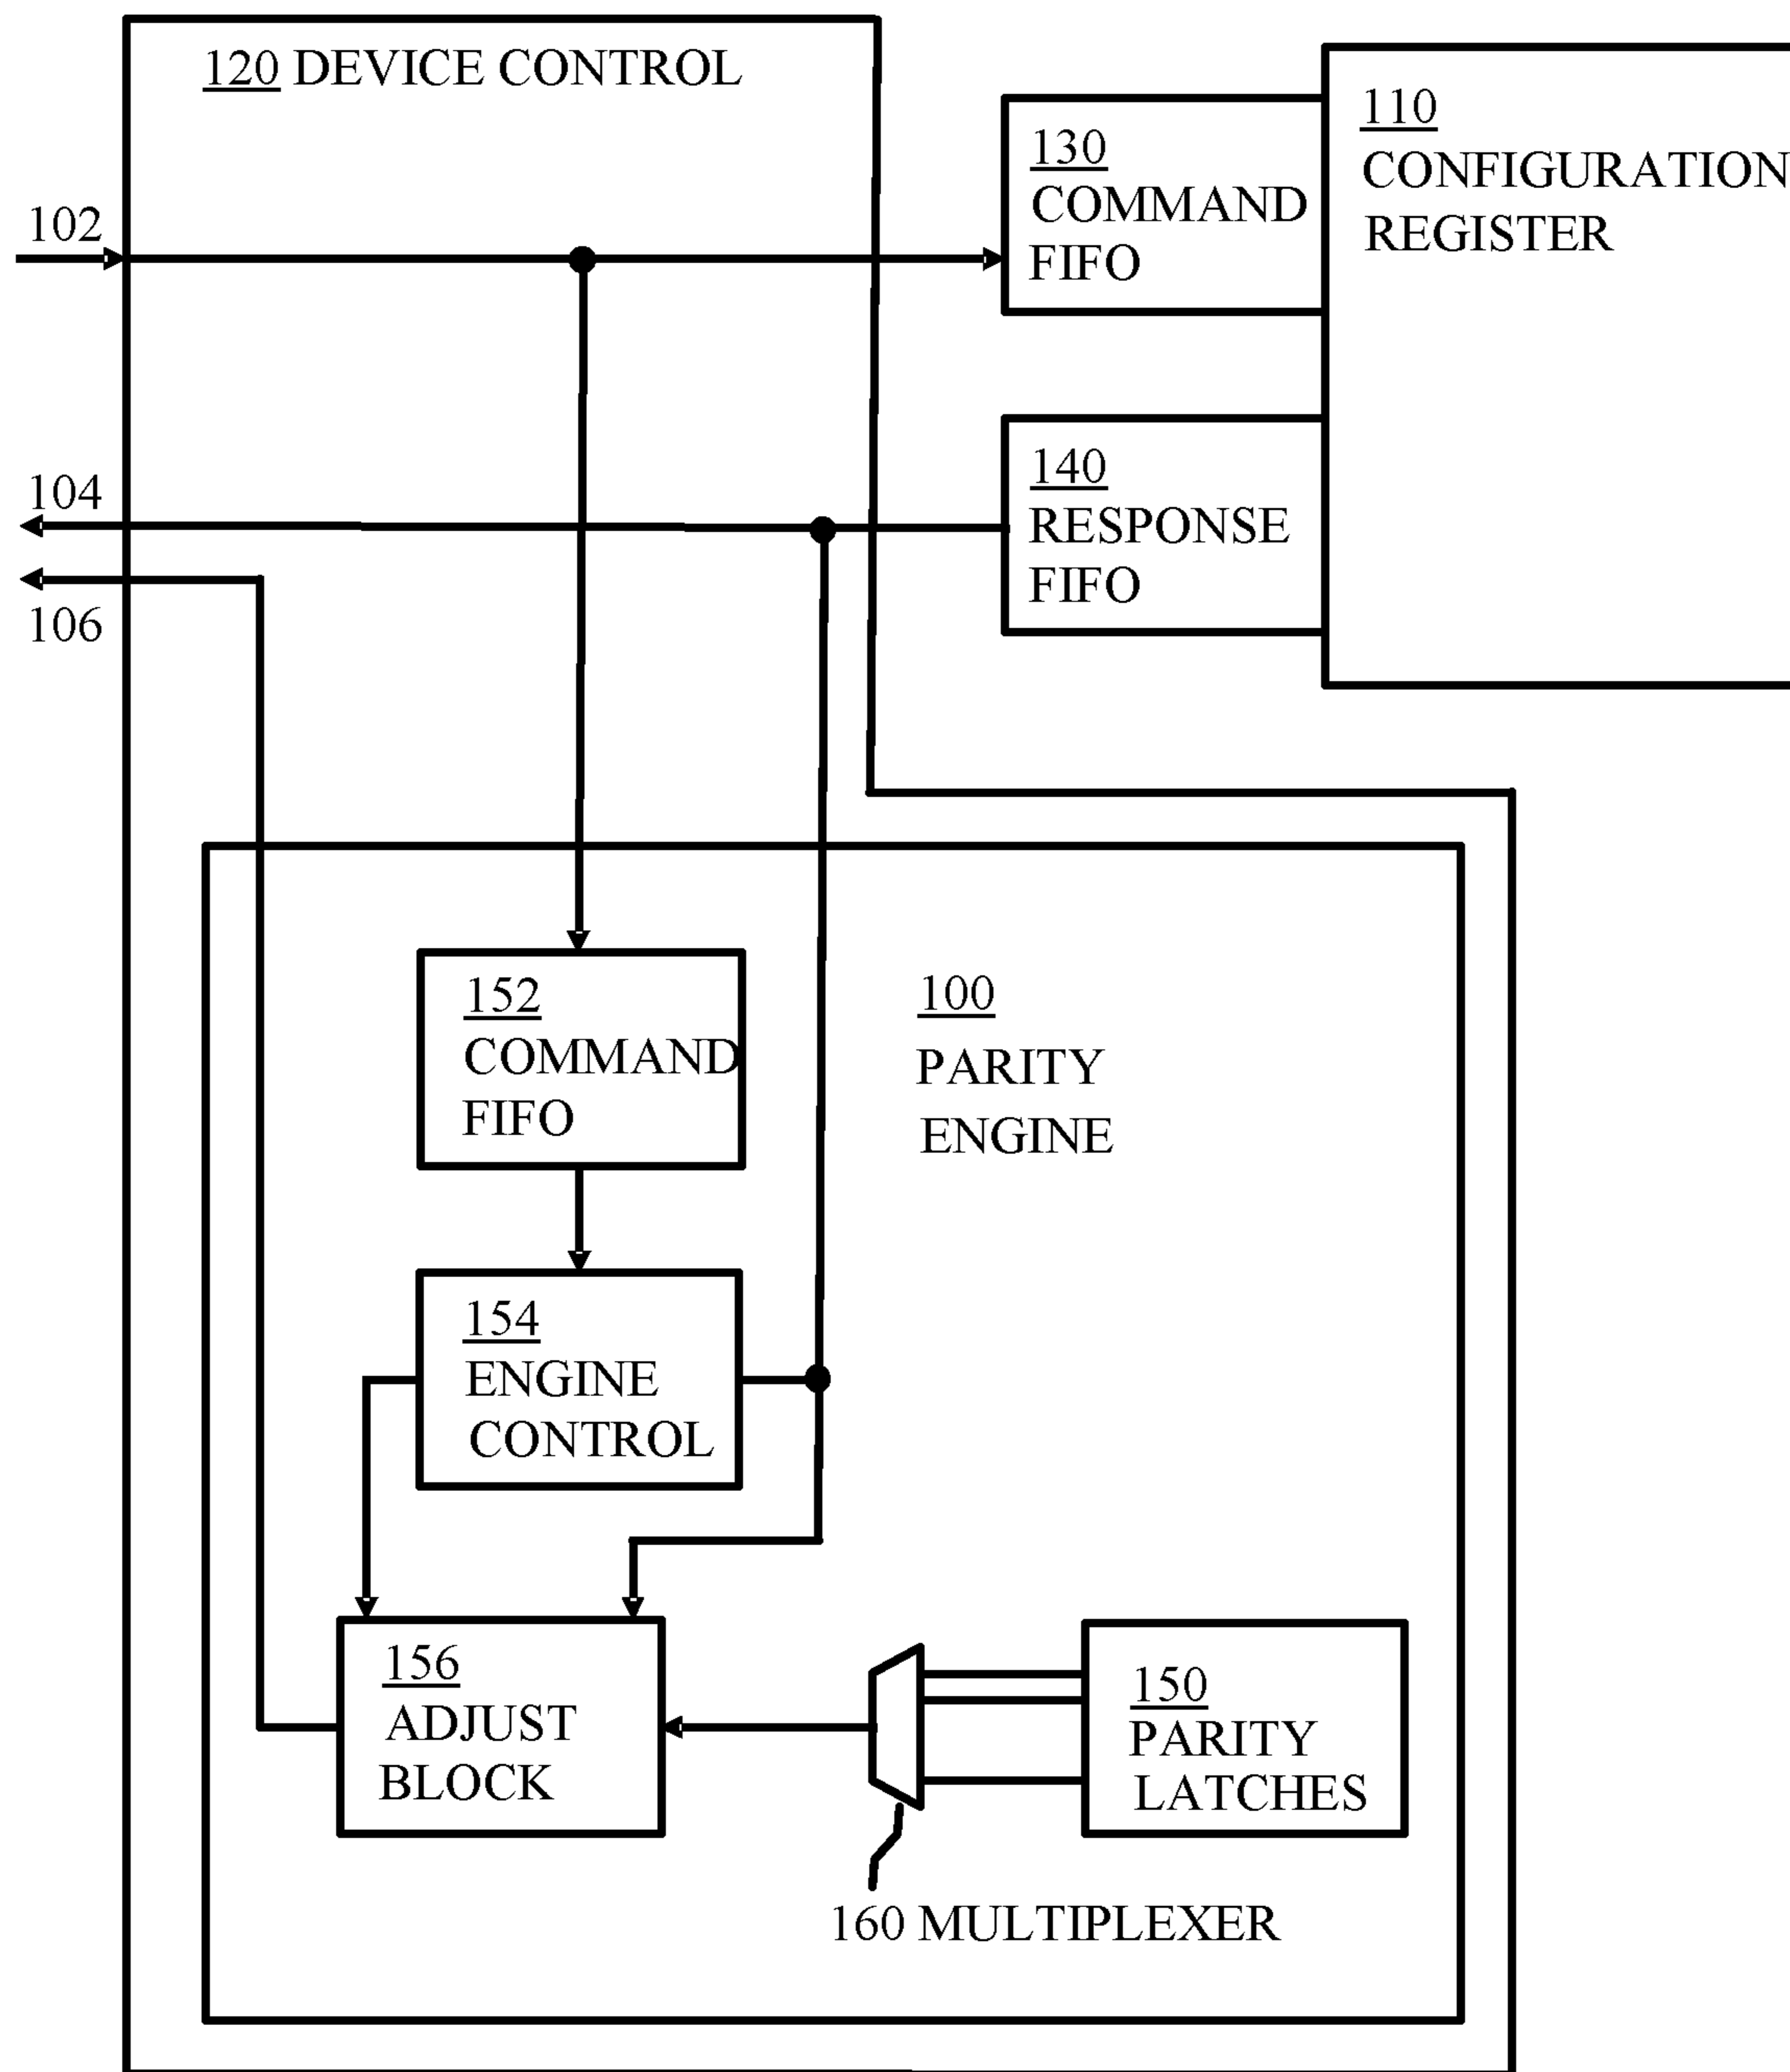 120 DEVICE CONTROL
110
CONFIGURATION
REGISTER
130
COMMAND
FIFO
102
140
RESPONSE
FIFO
104
106
152
COMMAND
FIFO
100
PARITY
ENGINE
154
ENGINE
CONTROL
156
ADJUST
BLOCK
150
PARITY
LATCHES
160 MULTIPLEXER